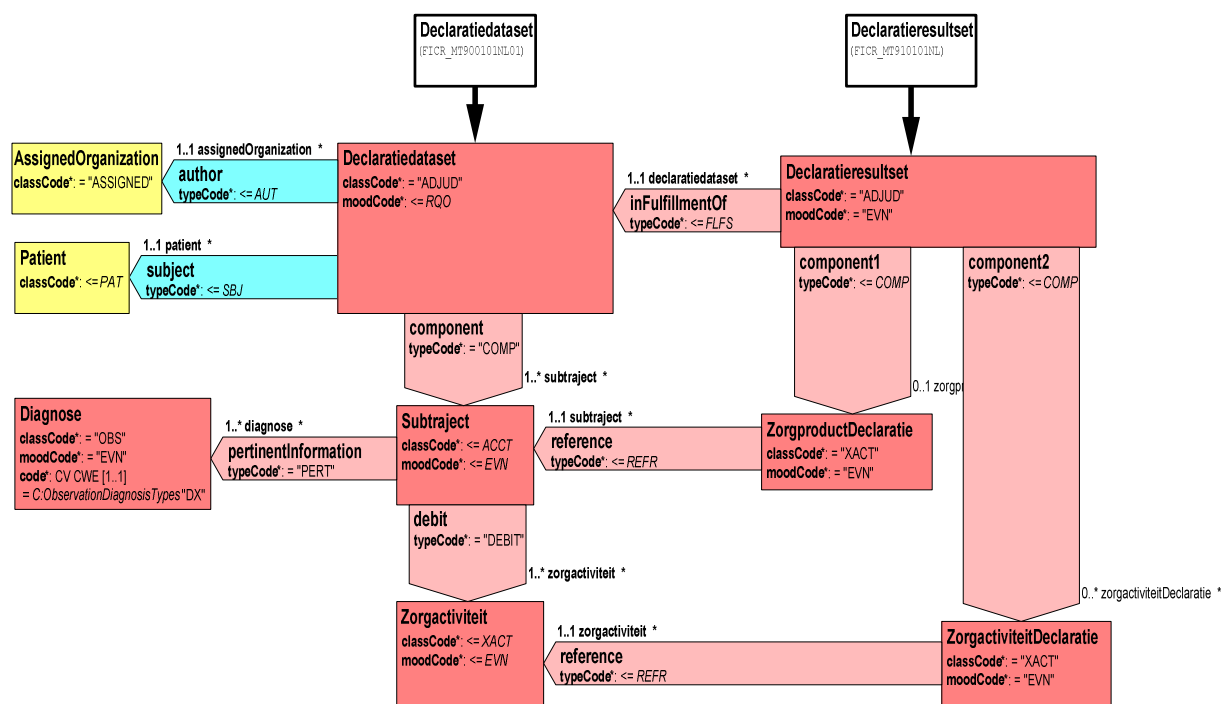 Declaratiedataset
(FICR_MT900101NL01)
Declaratieresultset
(FICR_MT910101NL)
AssignedOrganization
classCode*: = "ASSIGNED"
1..1 assignedOrganization *
author
typeCode*: <= AUT
Declaratiedataset
classCode*: = "ADJUD"
moodCode*: <= RQO
1..1 declaratiedataset *
inFulfillmentOf
typeCode*: <= FLFS
Declaratieresultset
classCode*: = "ADJUD"
moodCode*: = "EVN"
Patient
classCode*: <= PAT
1..1 patient *
subject
typeCode*: <= SBJ
component1
typeCode*: <= COMP
component2
typeCode*: <= COMP
component
typeCode*: = "COMP"
1..* subtraject *
0..1
Diagnose
classCode*: = "OBS"
moodCode*: = "EVN"
code*: CV CWE [1..1]
= C:ObservationDiagnosisTypes"DX"
1..* diagnose *
pertinentInformation
typeCode*: = "PERT"
Subtraject
classCode*: <= ACCT
moodCode*: <= EVN
1..1 subtraject *
reference
typeCode*: <= REFR
ZorgproductDeclaratie
classCode*: = "XACT"
moodCode*: = "EVN"
debit
typeCode*: = "DEBIT"
1..* zorgactiviteit *
0..* zorgactiviteitDeclaratie *
Zorgactiviteit
classCode*: <= XACT
moodCode*: <= EVN
1..1 zorgactiviteit *
reference
typeCode*: <= REFR
ZorgactiviteitDeclaratie
classCode*: = "XACT"
moodCode*: = "EVN"